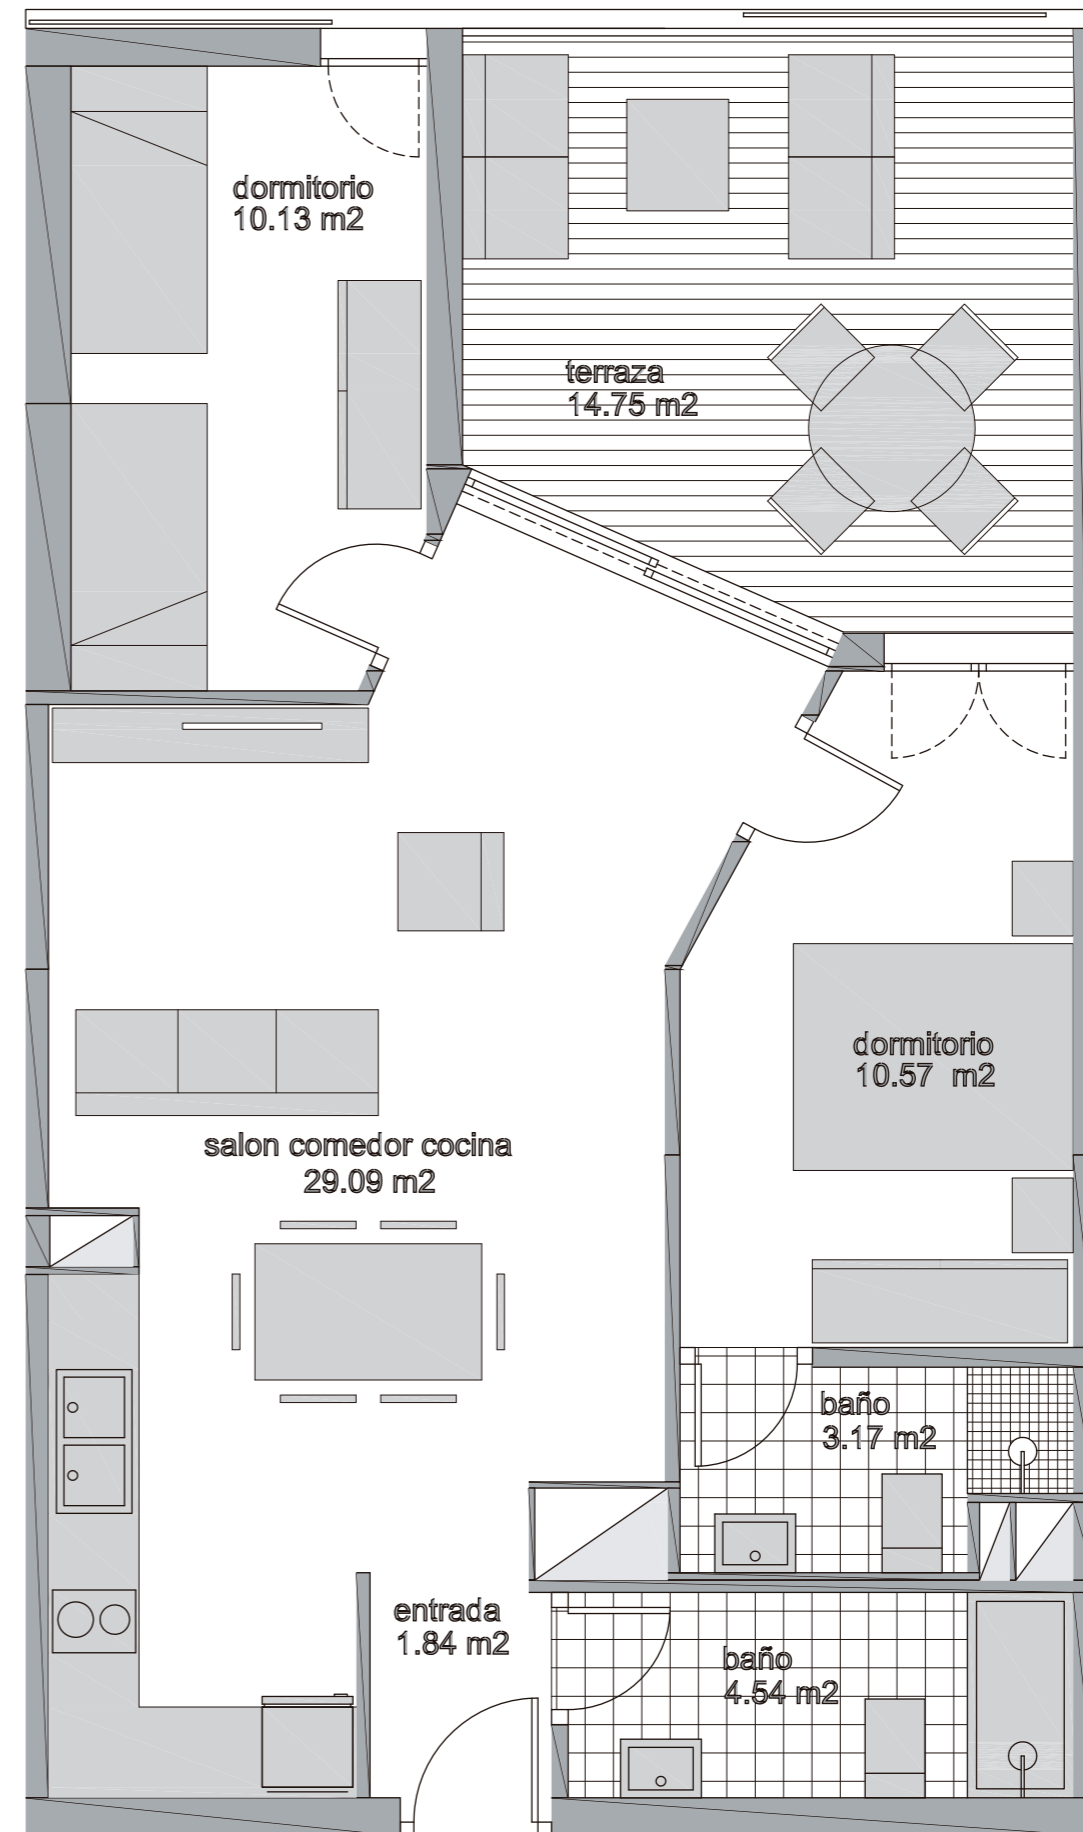 dormitorio
10.13 m2
terraza
14.75 m2
dormitorio
10.57 m2
salon comedor cocina
29.09 m2
baño
3.17 m2
entrada
1.84 m2
baño
4.54 m2